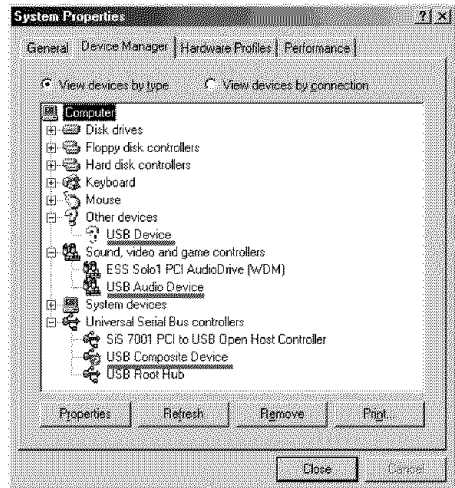 System Properties
General Device Manager Hardware Profiles Performance
View devices by type View devices by connection
Computer
Disk drives
Floppy disk controllers
Hard disk controllers
Keyboard
Mouse
Other devices
USB Device
Sound, video and game controllers
ESS Solo1 PCI AudioDrive (WDM)
USB Audio Device
System devices
Universal Serial Bus controllers
SiS 7001 PCI to USB Open Host Controller
USB Composite Device
USB Root Hub
Properties Refresh Remove Print...
Close Cancel